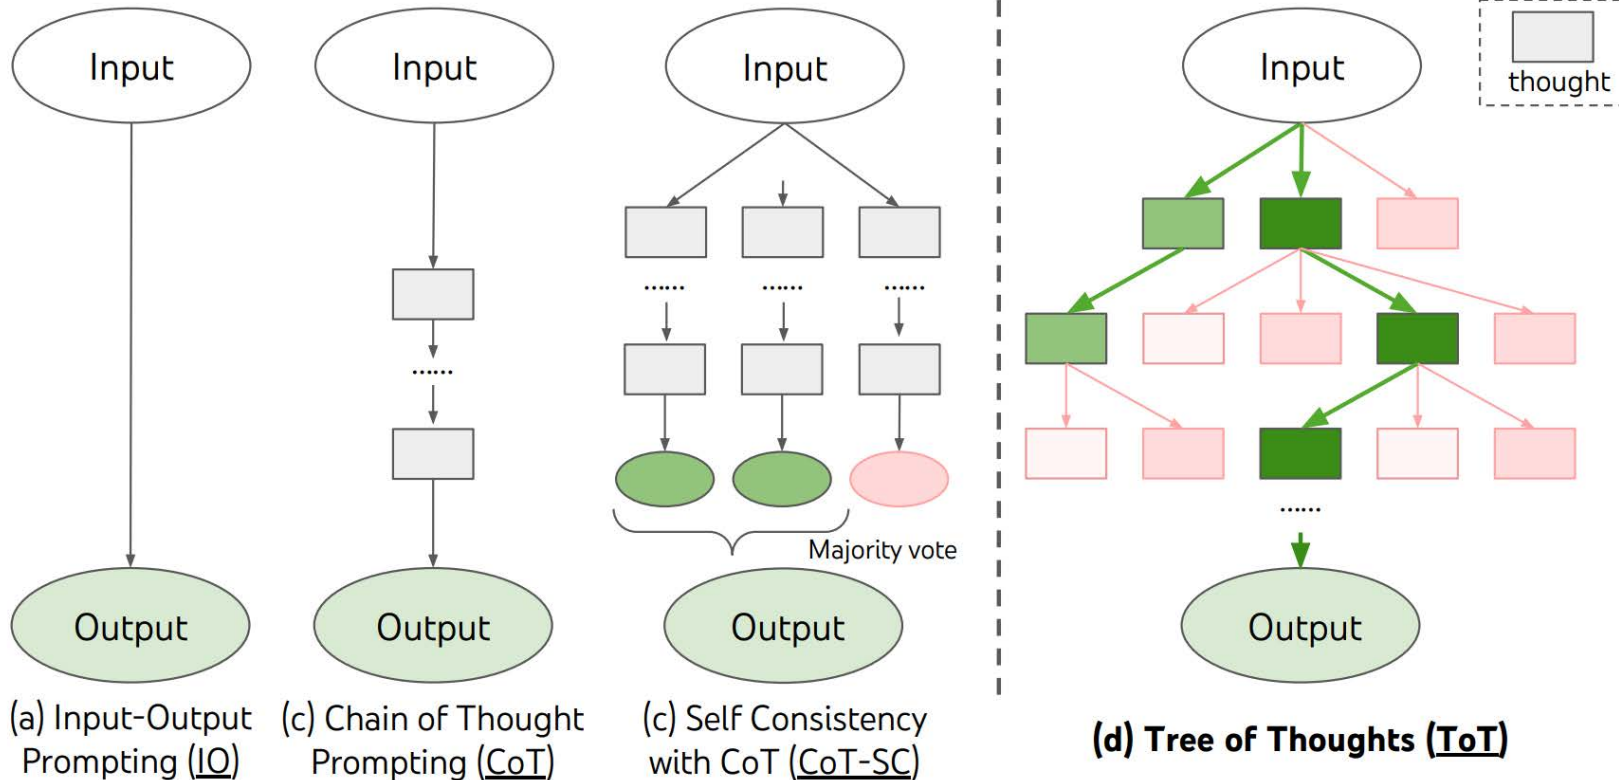 Input
Input
Input
Input
thought
......
......
......
......
......
Majority vote
Output
Output
Output
Output
(a) Input-Output
Prompting (IO)
(c) Chain of Thought
Prompting (CoT)
(c) Self Consistency
with CoT (CoT-SC)
(d) Tree of Thoughts (ToT)